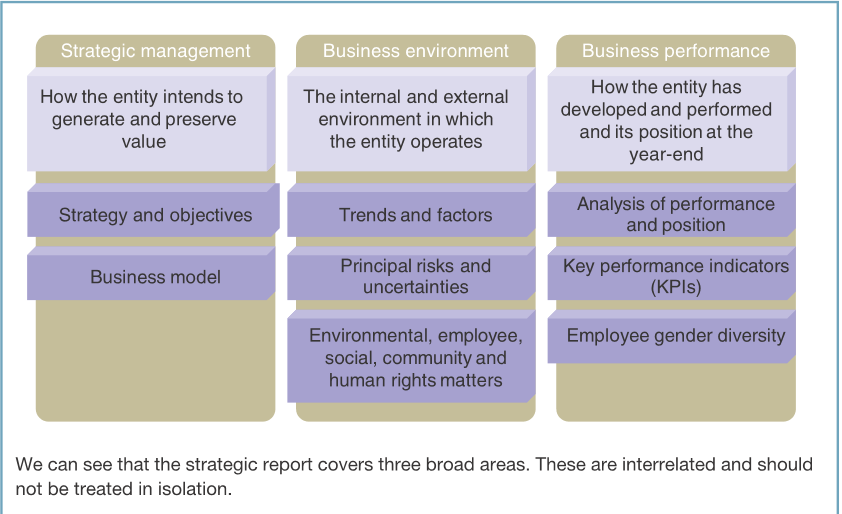 Strategic management
How the entity intends to
generate and preserve
value
Strategy and objectives
Business model
Business environment
The internal and external
environment in which
the entity operates
Trends and factors
Principal risks and
uncertainties
Environmental, employee,
social, community and
human rights matters
Business performance
How the entity has
developed and performed
and its position at the
year-end
Analysis of performance
and position
Key performance indicators
(KPIs)
Employee gender diversity
We can see that the strategic report covers three broad areas. These are interrelated and should
not be treated in isolation.